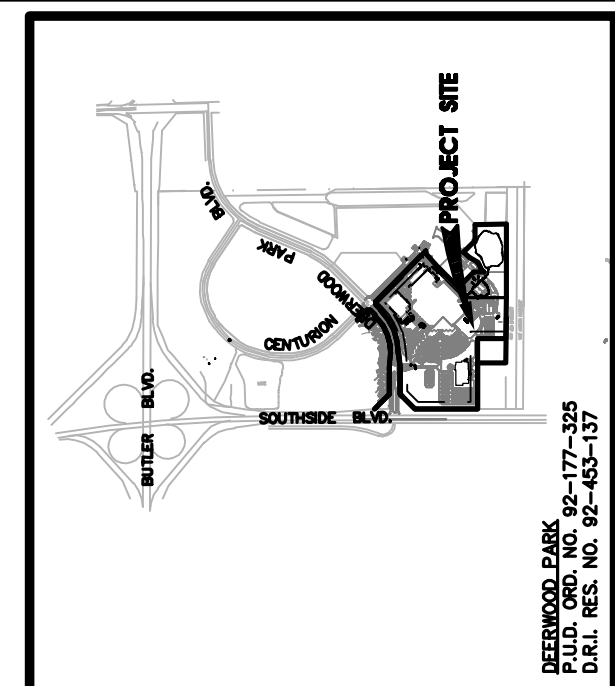 PROJECT SITE
BLVD.
PARK
DEERWOOD
CENTURION
SOUTHSIDE BLVD.
BUTLER BLVD.
DEERWOOD PARK
P.U.D. ORD. NO. 92-177-325
D.R.I. RES. NO. 92-453-137